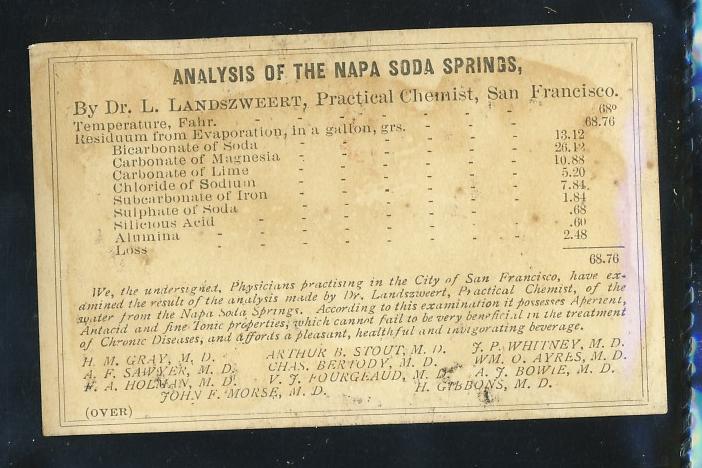 ANALYSIS OF THE NAPA SODA SPRINGS,
By Dr. L. LANDSZWEERT, Practical Chemist, San Francisco.
Temperature, Fahr. - - - - - - - 68°
Residuum from Evaporation, in a gallon, grs. - - - - 68.76
Bicarbonate of Soda - - - - - - 13.12
Carbonate of Magnesia - - - - - 26.12
Carbonate of Lime - - - - - - 10.88
Chloride of Sodium - - - - - - 5.20
Subcarbonate of Iron - - - - - 7.84
Sulphate of Soda - - - - - - 1.84
Silicious Acid - - - - - - .68
Alumina - - - - - - - .60
Loss - - - - - - - 2.48
68.76
We, the undersigned, Physicians practising in the City of San Francisco, have ex-
dmined the result of the analysis made by Dr. Landszweert, Practical Chemist, of the
water from the Napa Soda Springs. According to this examination it possesses Aperient,
Antacid and fine Tonic properties, which cannot fail to be very beneficial in the treatment
of Chronic Diseases, and affords a pleasant, healthful and invigorating beverage.
H. M. GRAY, M. D. ARTHUR B. STOUT, M. D. J. P. WHITNEY, M. D.
A. F. SAWYER, M. D. CHAS. BERTODY, M. D. WM. O. AYRES, M. D.
W. A. HOLMAN, M. D. V. J. FOURGEAUD, M. D. A. J. BOWIE, M. D.
JOHN F. MORSE, M. D. H. GIBBONS, M. D.
(OVER)